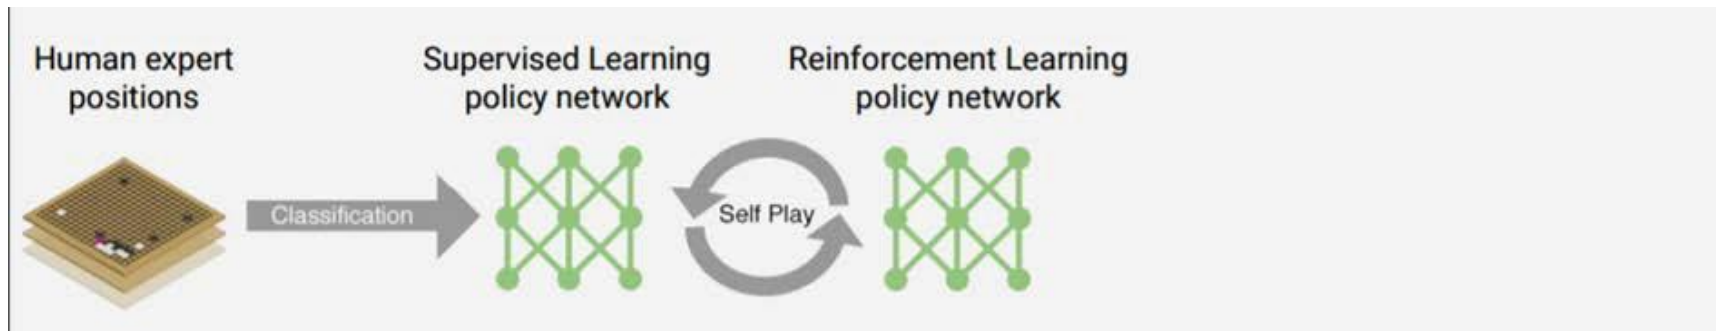 Human expert
positions
Supervised Learning
policy network
Reinforcement Learning
policy network
Classification
Self Play